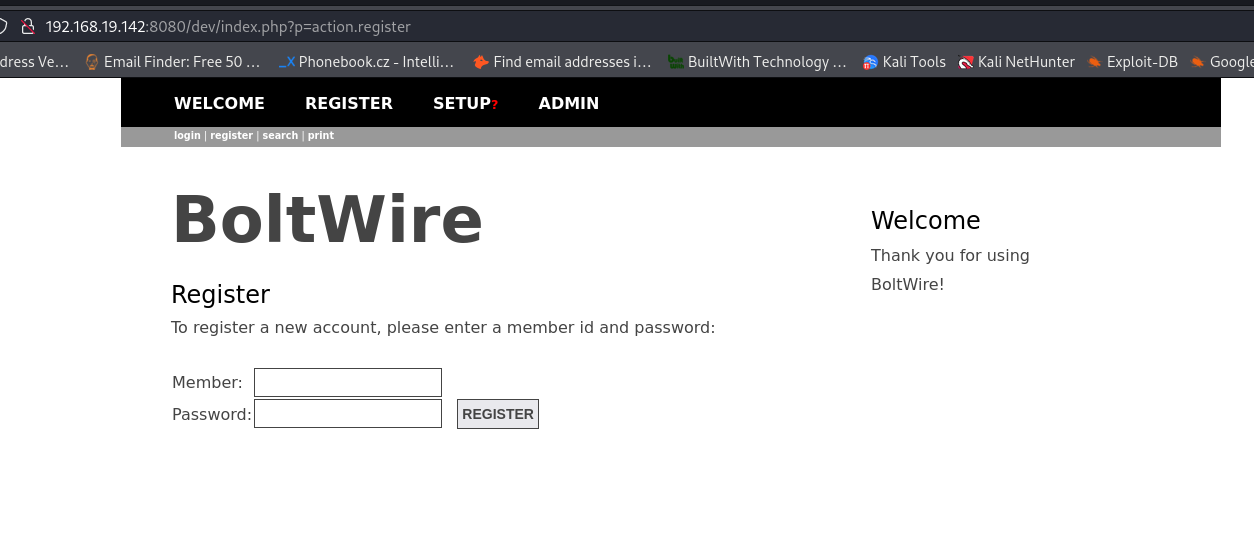 192.168.19.142:8080/dev/index.php?p=action.register
dress Ve... Email Finder: Free 50 ... Phonebook.cz - Intelli... Find email addresses i... BuiltWith Technology ... Kali Tools Kali NetHunter Exploit-DB Google
WELCOME REGISTER SETUP? ADMIN
login | register | search | print
BoltWire
Register
To register a new account, please enter a member id and password:
Member:
Password: REGISTER
Welcome
Thank you for using
BoltWire!